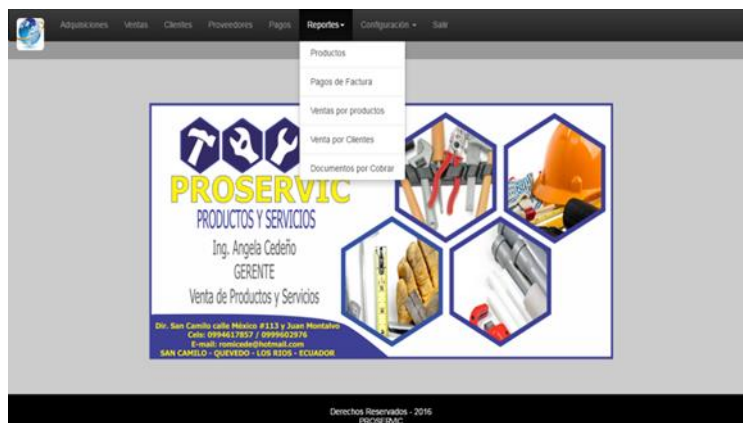 Adquisiciones Ventas Clientes Proveedores Pagos Reportes Configuración Salir
Productos
Pagos de Factura
Ventas por productos
Venta por Clientes
Documentos por Cobrar
PROSERVIC
PRODUCTOS Y SERVICIOS
Ing. Angela Cedeño
GERENTE
Venta de Productos y Servicios
Dir. San Camilo calle México #113 y Juan Montalvo
Cels: 0994617857 / 0999602976
E-mail: romicede@hotmail.com
SAN CAMILO - QUEVEDO - LOS RIOS - ECUADOR
Derechos Reservados - 2016
PROSERVIC